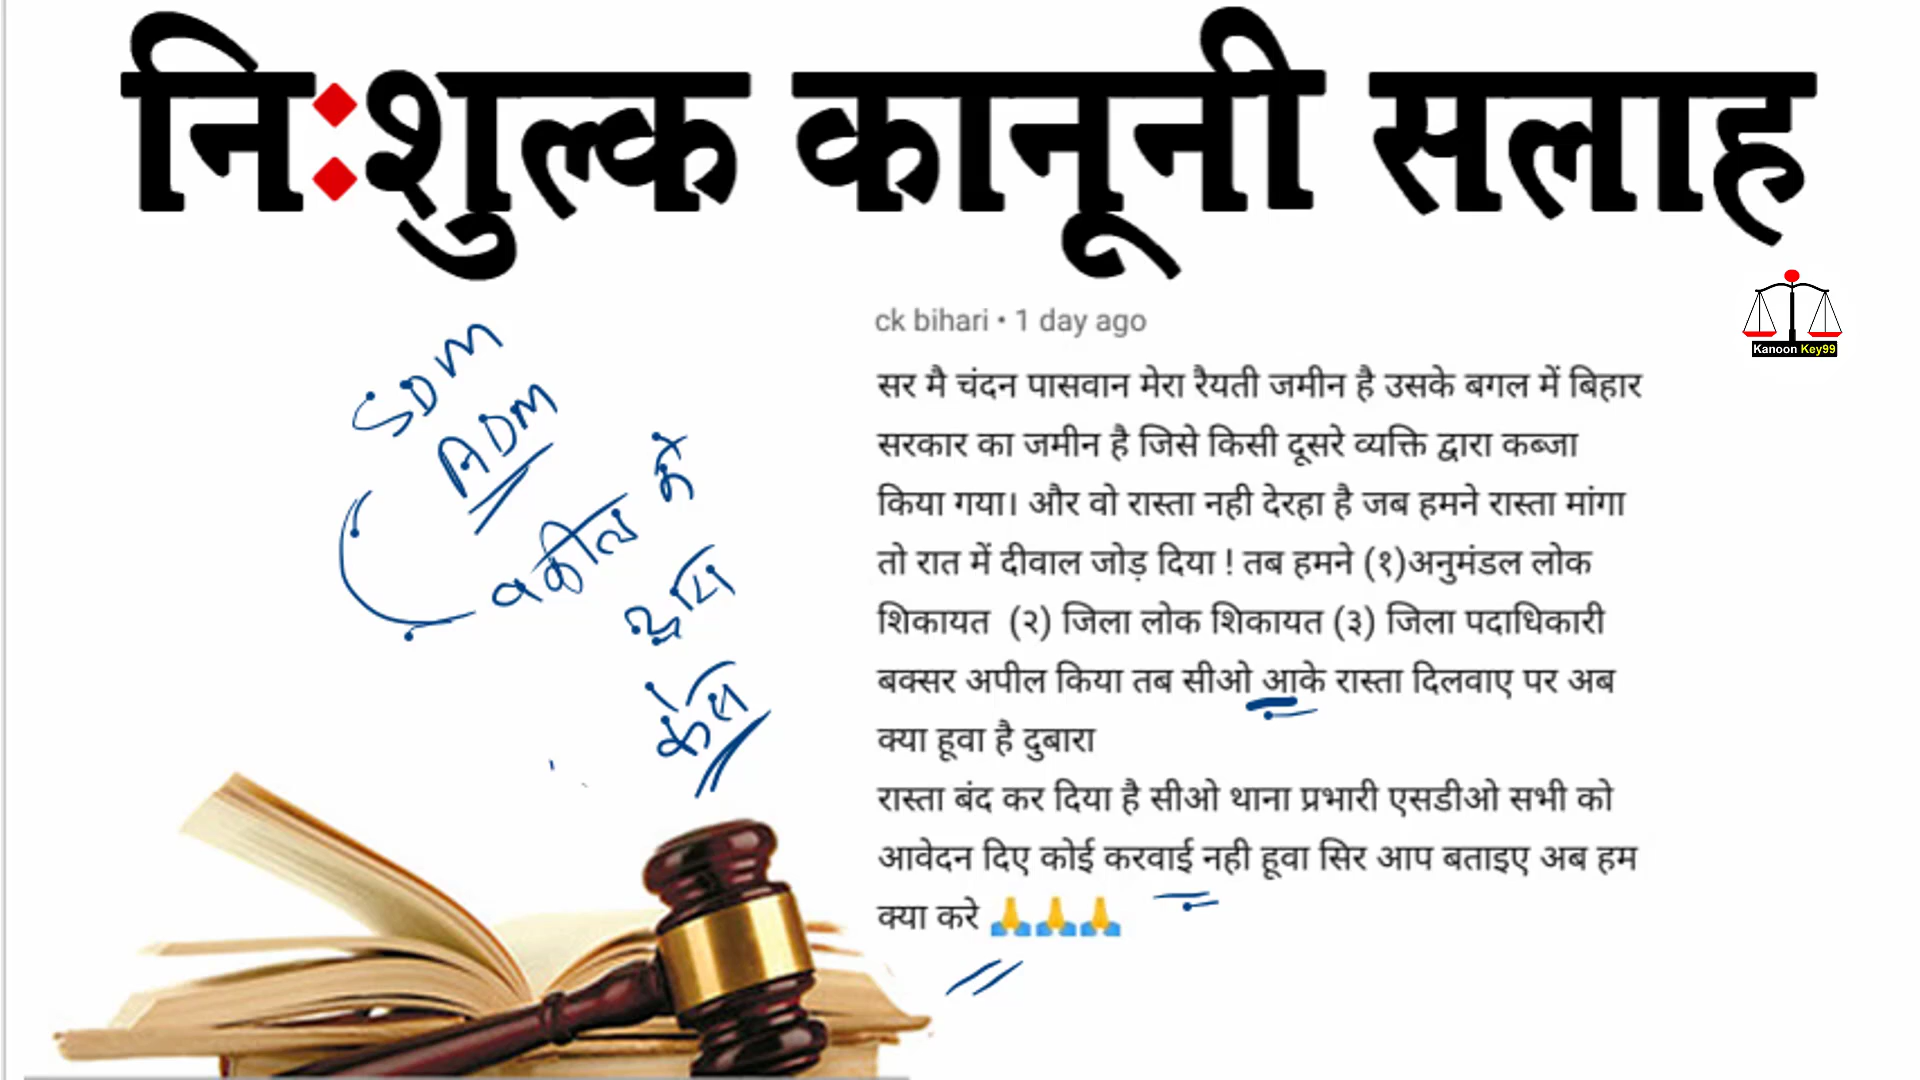 नि:शुल्क कानूनी सलाह
Kanoon Key99
ck bihari • 1 day ago
सर मै चंदन पासवान मेरा रैयती जमीन है उसके बगल में बिहार
सरकार का जमीन है जिसे किसी दूसरे व्यक्ति द्वारा कब्जा
किया गया। और वो रास्ता नही देरहा है जब हमने रास्ता मांगा
तो रात में दीवाल जोड़ दिया ! तब हमने (१)अनुमंडल लोक
शिकायत (२) जिला लोक शिकायत (३) जिला पदाधिकारी
बक्सर अपील किया तब सीओ आके रास्ता दिलवाए पर अब
क्या हूवा है दुबारा
रास्ता बंद कर दिया है सीओ थाना प्रभारी एसडीओ सभी को
आवेदन दिए कोई करवाई नही हूवा सिर आप बताइए अब हम
क्या करे 🙏🙏🙏
SDM
ADM
वकील के
केस